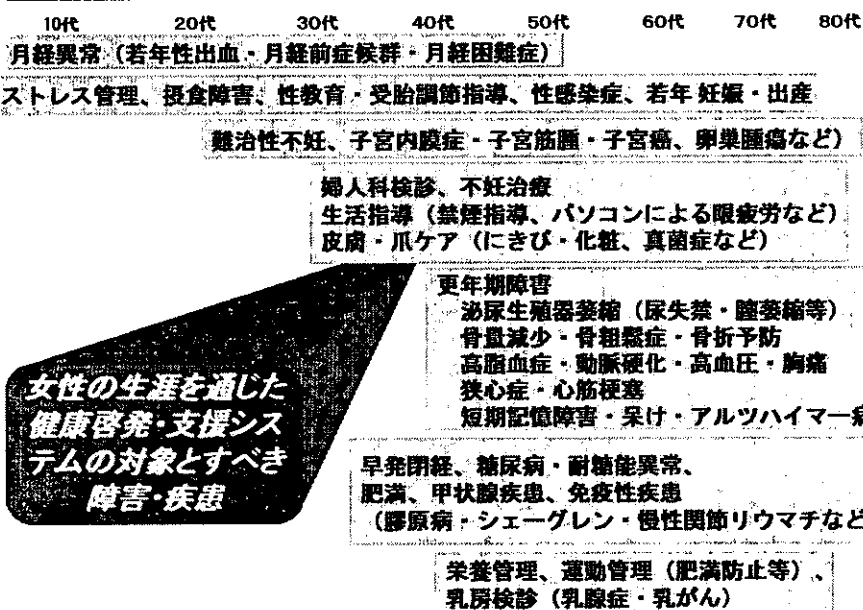 10代 20代 30代 40代 50代 60代 70代 80代
月経異常（若年性出血・月経前症候群・月経困難症）
ストレス管理、摂食障害、性教育・受胎調節指導、性感染症、若年妊娠・出産
難治性不妊、子宮内膜症・子宮筋腫・子宮癌、卵巣腫瘍など）
婦人科検診、不妊治療
生活指導（禁煙指導、パソコンによる眼疲労など）
皮膚・爪ケア（にきび・化粧、真菌症など）
更年期障害
泌尿生殖器萎縮（尿失禁・膣萎縮等）
骨量減少・骨粗鬆症・骨折予防
高脂血症・動脈硬化・高血圧・胸痛
狭心症・心筋梗塞
短期記憶障害・呆け・アルツハイマー病
女性の生涯を通じた
健康啓発・支援シス
テムの対象とすべき
障害・疾患
早発閉経、糖尿病・耐糖能異常、
肥満、甲状腺疾患、免疫性疾患
（膠原病・シェーグレン・慢性関節リウマチなど
栄養管理、運動管理（肥満防止等）、
乳房検診（乳腺症・乳がん）